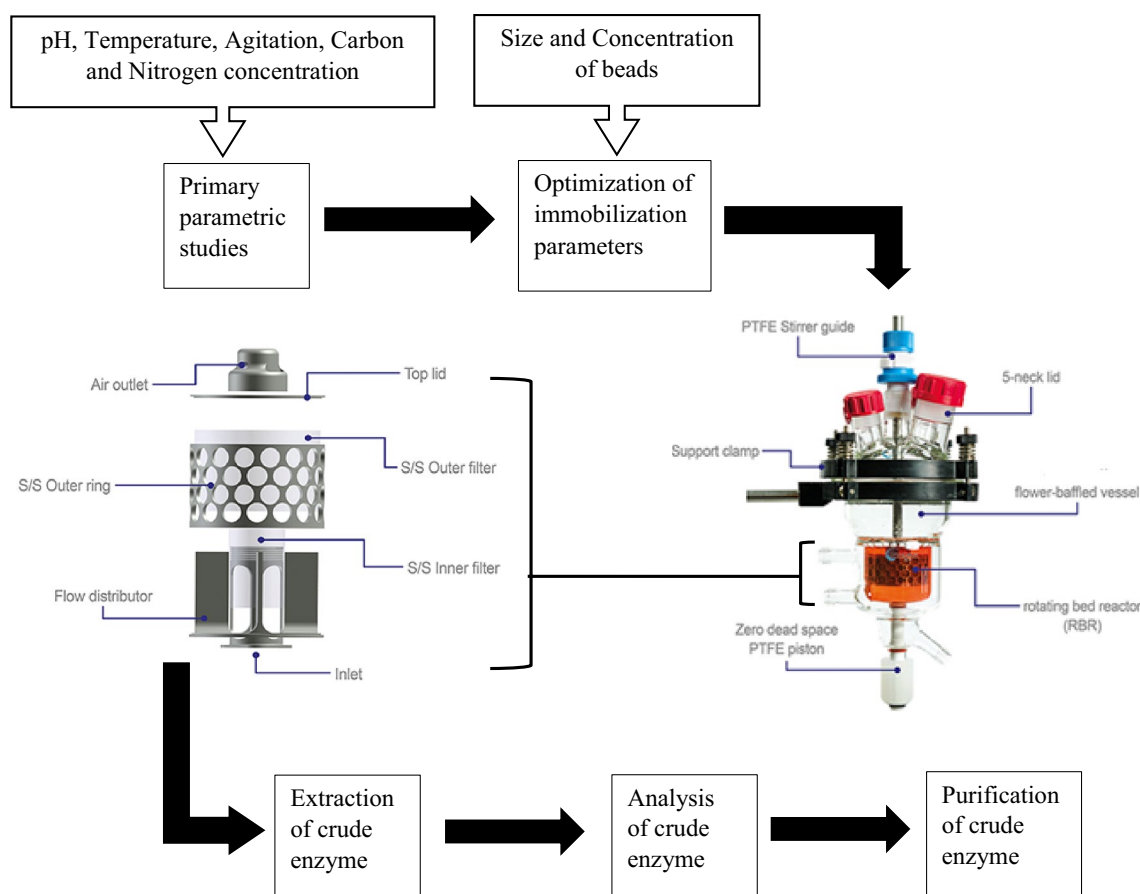 pH, Temperature, Agitation, Carbon
and Nitrogen concentration
Size and Concentration
of beads
Primary
parametric
studies
Optimization of
immobilization
parameters
PTFE Stirrer guide
5-neck lid
Support clamp
flower-baffled vessel
rotating bed reactor
(RBR)
Zero dead space
PTFE piston
Air outlet
Top lid
S/S Outer filter
S/S Outer ring
S/S Inner filter
Flow distributor
Inlet
Extraction
of crude
enzyme
Analysis
of crude
enzyme
Purification
of crude
enzyme